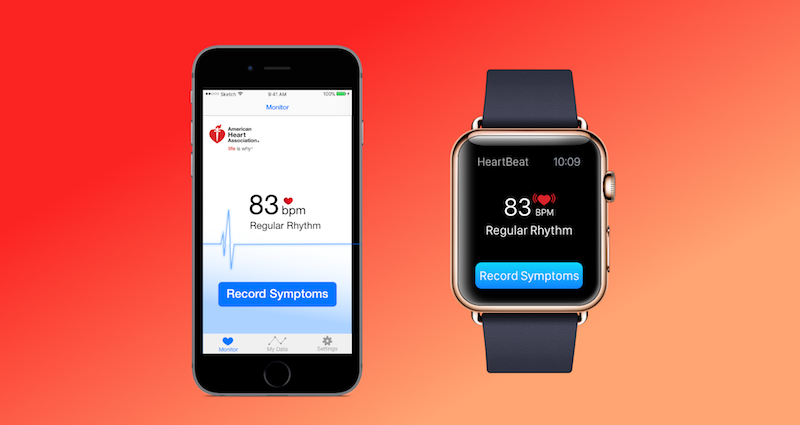 Sketch 9:41 AM 100%
Monitor
American
Heart
Association®
life is why™
83 bpm
Regular Rhythm
Record Symptoms
Monitor My Data Settings
HeartBeat 10:09
83 BPM
Regular Rhythm
Record Symptoms